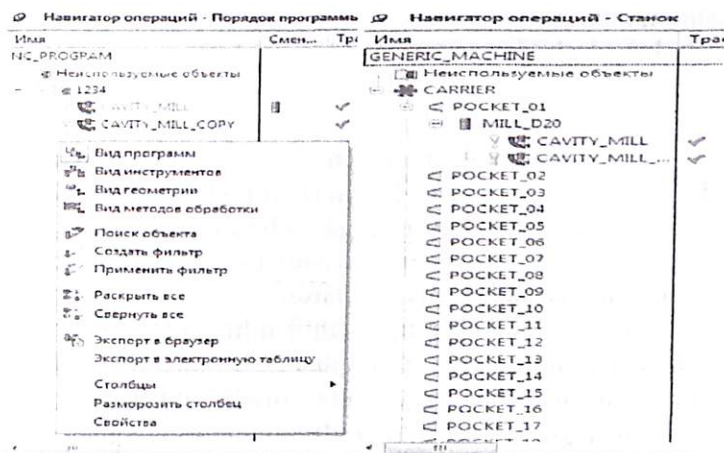 Навигатор операций - Порядок программы
Имя Смен... Тра
NC_PROGRAM
Неиспользуемые объекты
1234
CAVITY_MILL
CAVITY_MILL_COPY
Вид программ
Вид инструментов
Вид геометрии
Вид методов обработки
Поиск объекта
Создать фильтр
Применить фильтр
Раскрыть все
Свернуть все
Экспорт в браузер
Экспорт в электронную таблицу
Столбцы
Разморозить столбец
Свойства
Навигатор операций - Станок
Имя Трає
GENERIC_MACHINE
Неиспользуемые объекты
CARRIER
POCKET_01
MILL_D20
CAVITY_MILL
CAVITY_MILL_...
POCKET_02
POCKET_03
POCKET_04
POCKET_05
POCKET_06
POCKET_07
POCKET_08
POCKET_09
POCKET_10
POCKET_11
POCKET_12
POCKET_13
POCKET_14
POCKET_15
POCKET_16
POCKET_17